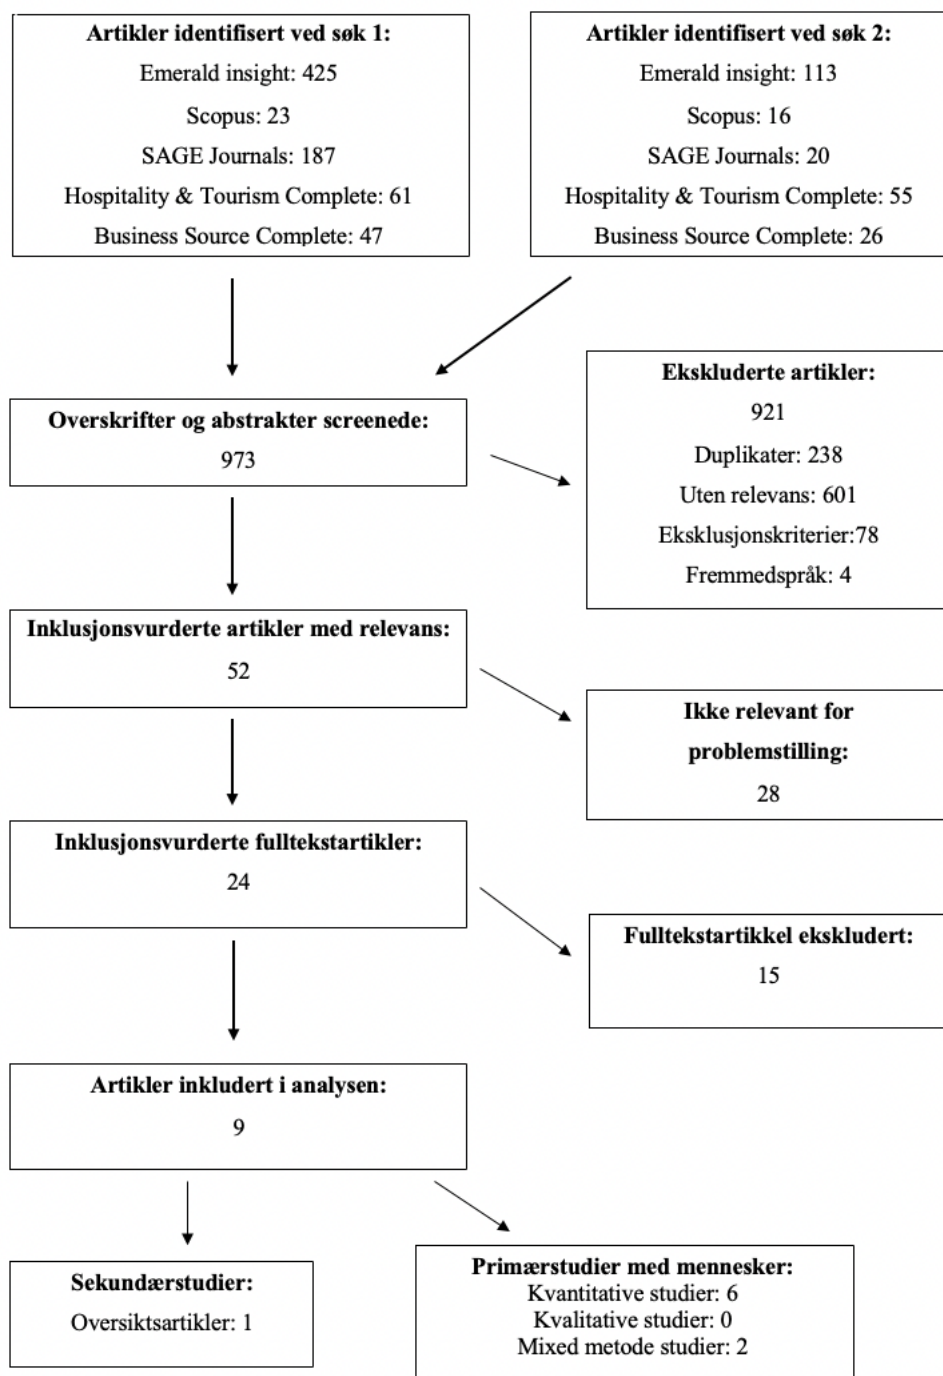 Artikler identifisert ved søk 1:
Emerald insight: 425
Scopus: 23
SAGE Journals: 187
Hospitality & Tourism Complete: 61
Business Source Complete: 47
Artikler identifisert ved søk 2:
Emerald insight: 113
Scopus: 16
SAGE Journals: 20
Hospitality & Tourism Complete: 55
Business Source Complete: 26
Overskrifter og abstrakter screenede:
973
Ekskluderte artikler:
921
Duplikater: 238
Uten relevans: 601
Eksklusjonskriterier:78
Fremmedspråk: 4
Inklusjonsvurderte artikler med relevans:
52
Ikke relevant for
problemstilling:
28
Inklusjonsvurderte fulltekstartikler:
24
Fulltekstartikkel ekskludert:
15
Artikler inkludert i analysen:
9
Sekundærstudier:
Oversiktsartikler: 1
Primærstudier med mennesker:
Kvantitative studier: 6
Kvalitative studier: 0
Mixed metode studier: 2